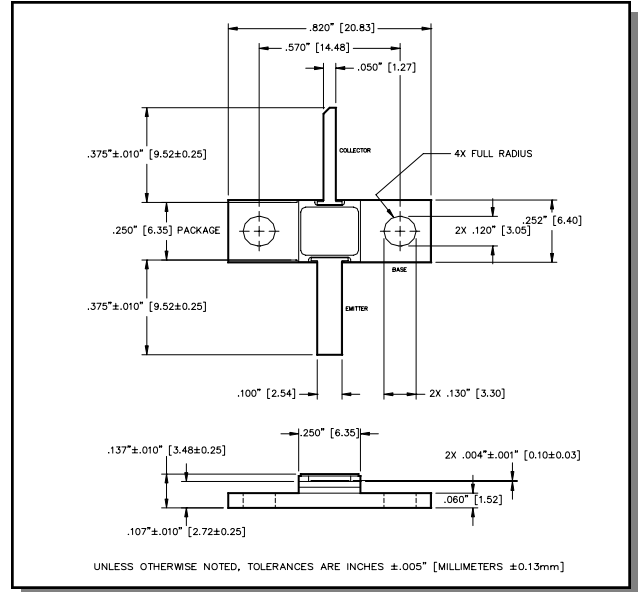 .820" [20.83]
.570" [14.48]
.050" [1.27]
.375"±.010" [9.52±0.25]
COLLECTOR
4X FULL RADIUS
.250" [6.35] PACKAGE
2X .120" [3.05]
.252" [6.40]
BASE
.375"±.010" [9.52±0.25]
EMITTER
.100" [2.54]
2X .130" [3.30]
.250" [6.35]
.137"±.010" [3.48±0.25]
2X .004"±.001" [0.10±0.03]
.060" [1.52]
.107"±.010" [2.72±0.25]
UNLESS OTHERWISE NOTED, TOLERANCES ARE INCHES ±.005" [MILLIMETERS ±0.13mm]